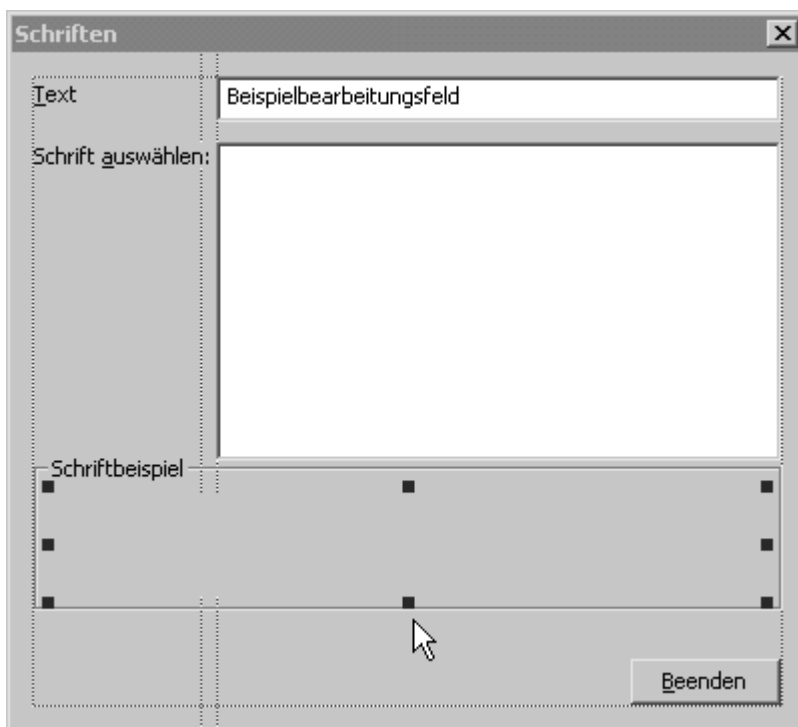 Schriften
Text
Beispielbearbeitungsfeld
Schrift auswählen:
Schriftbeispiel
Beenden